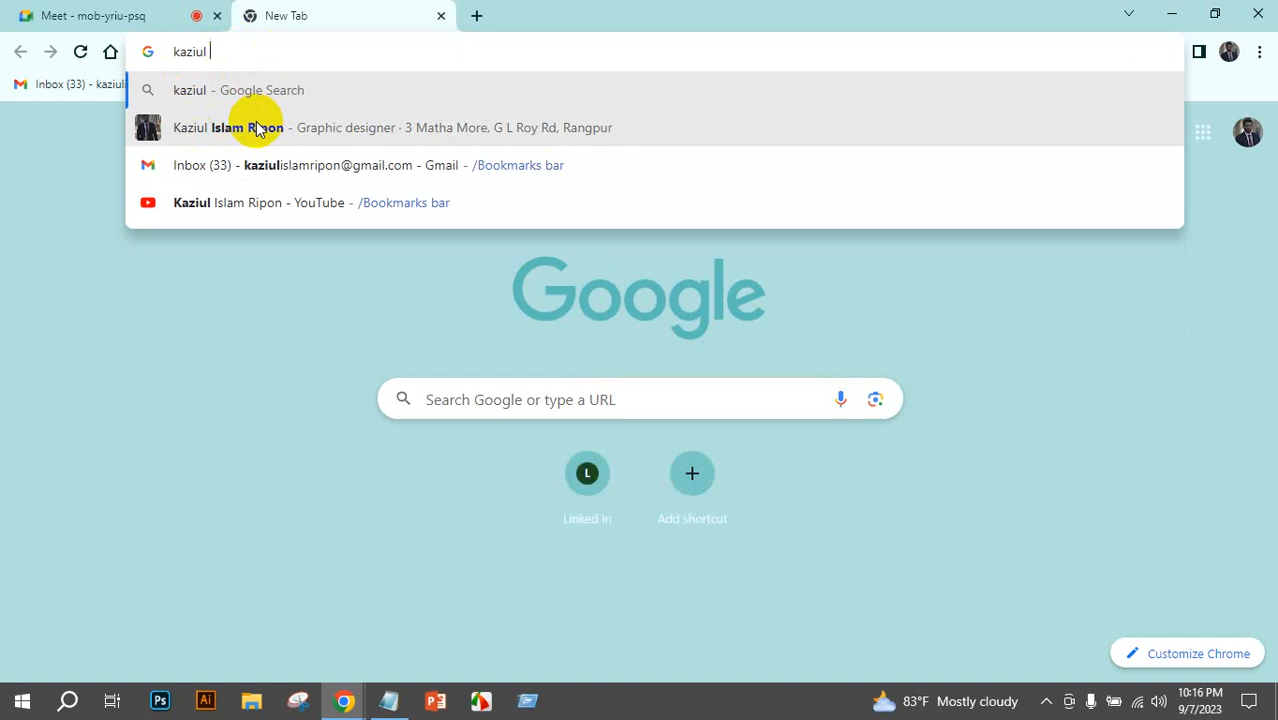 Meet - mob-yriu-psq
New Tab
kaziul
Inbox (33) - kaziul
kaziul - Google Search
Kaziul Islam Ripon - Graphic designer · 3 Matha More, G L Roy Rd, Rangpur
Inbox (33) - kaziulislamripon@gmail.com - Gmail - /Bookmarks bar
Kaziul Islam Ripon - YouTube - /Bookmarks bar
Google
Search Google or type a URL
L
Linked In
Add shortcut
Customize Chrome
Ps
Ai
83°F Mostly cloudy
10:16 PM
9/7/2023